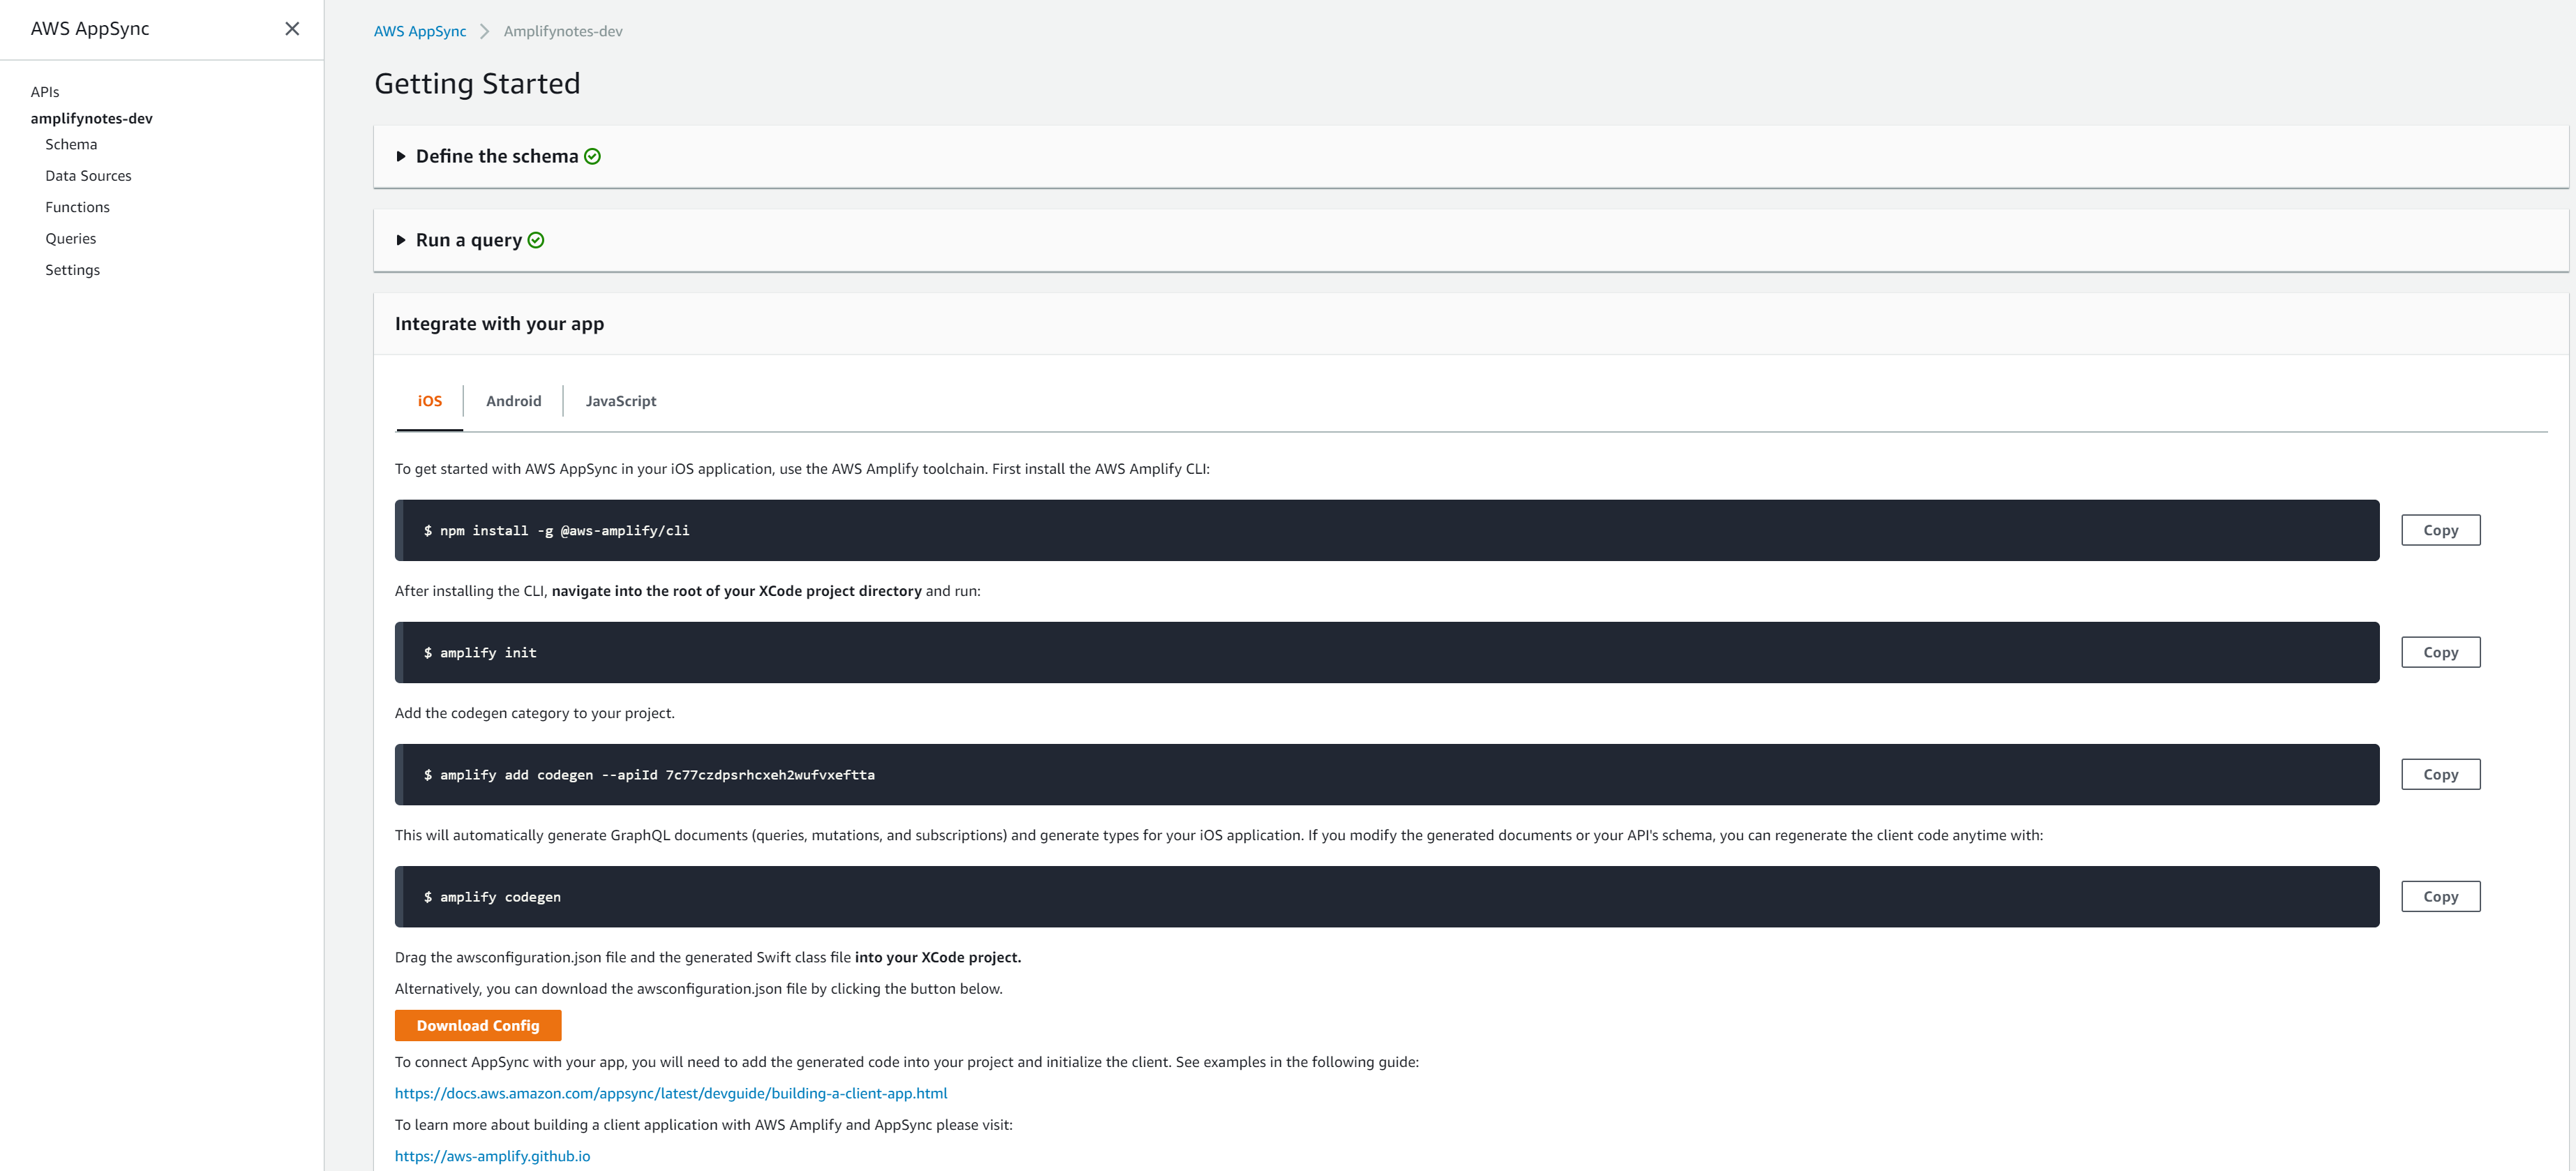 AWS AppSync
APIs
amplifynotes-dev
Schema
Data Sources
Functions
Queries
Settings
AWS AppSync > Amplifynotes-dev
Getting Started
Define the schema
Run a query
Integrate with your app
iOS
Android
JavaScript
To get started with AWS AppSync in your iOS application, use the AWS Amplify toolchain. First install the AWS Amplify CLI:
$ npm install -g @aws-amplify/cli
Copy
After installing the CLI, navigate into the root of your XCode project directory and run:
$ amplify init
Copy
Add the codegen category to your project.
$ amplify add codegen --apiId 7c77czdpsrhcxeh2wufvxeftta
Copy
This will automatically generate GraphQL documents (queries, mutations, and subscriptions) and generate types for your iOS application. If you modify the generated documents or your API's schema, you can regenerate the client code anytime with:
$ amplify codegen
Copy
Drag the awsconfiguration.json file and the generated Swift class file into your XCode project.
Alternatively, you can download the awsconfiguration.json file by clicking the button below.
Download Config
To connect AppSync with your app, you will need to add the generated code into your project and initialize the client. See examples in the following guide:
https://docs.aws.amazon.com/appsync/latest/devguide/building-a-client-app.html
To learn more about building a client application with AWS Amplify and AppSync please visit:
https://aws-amplify.github.io